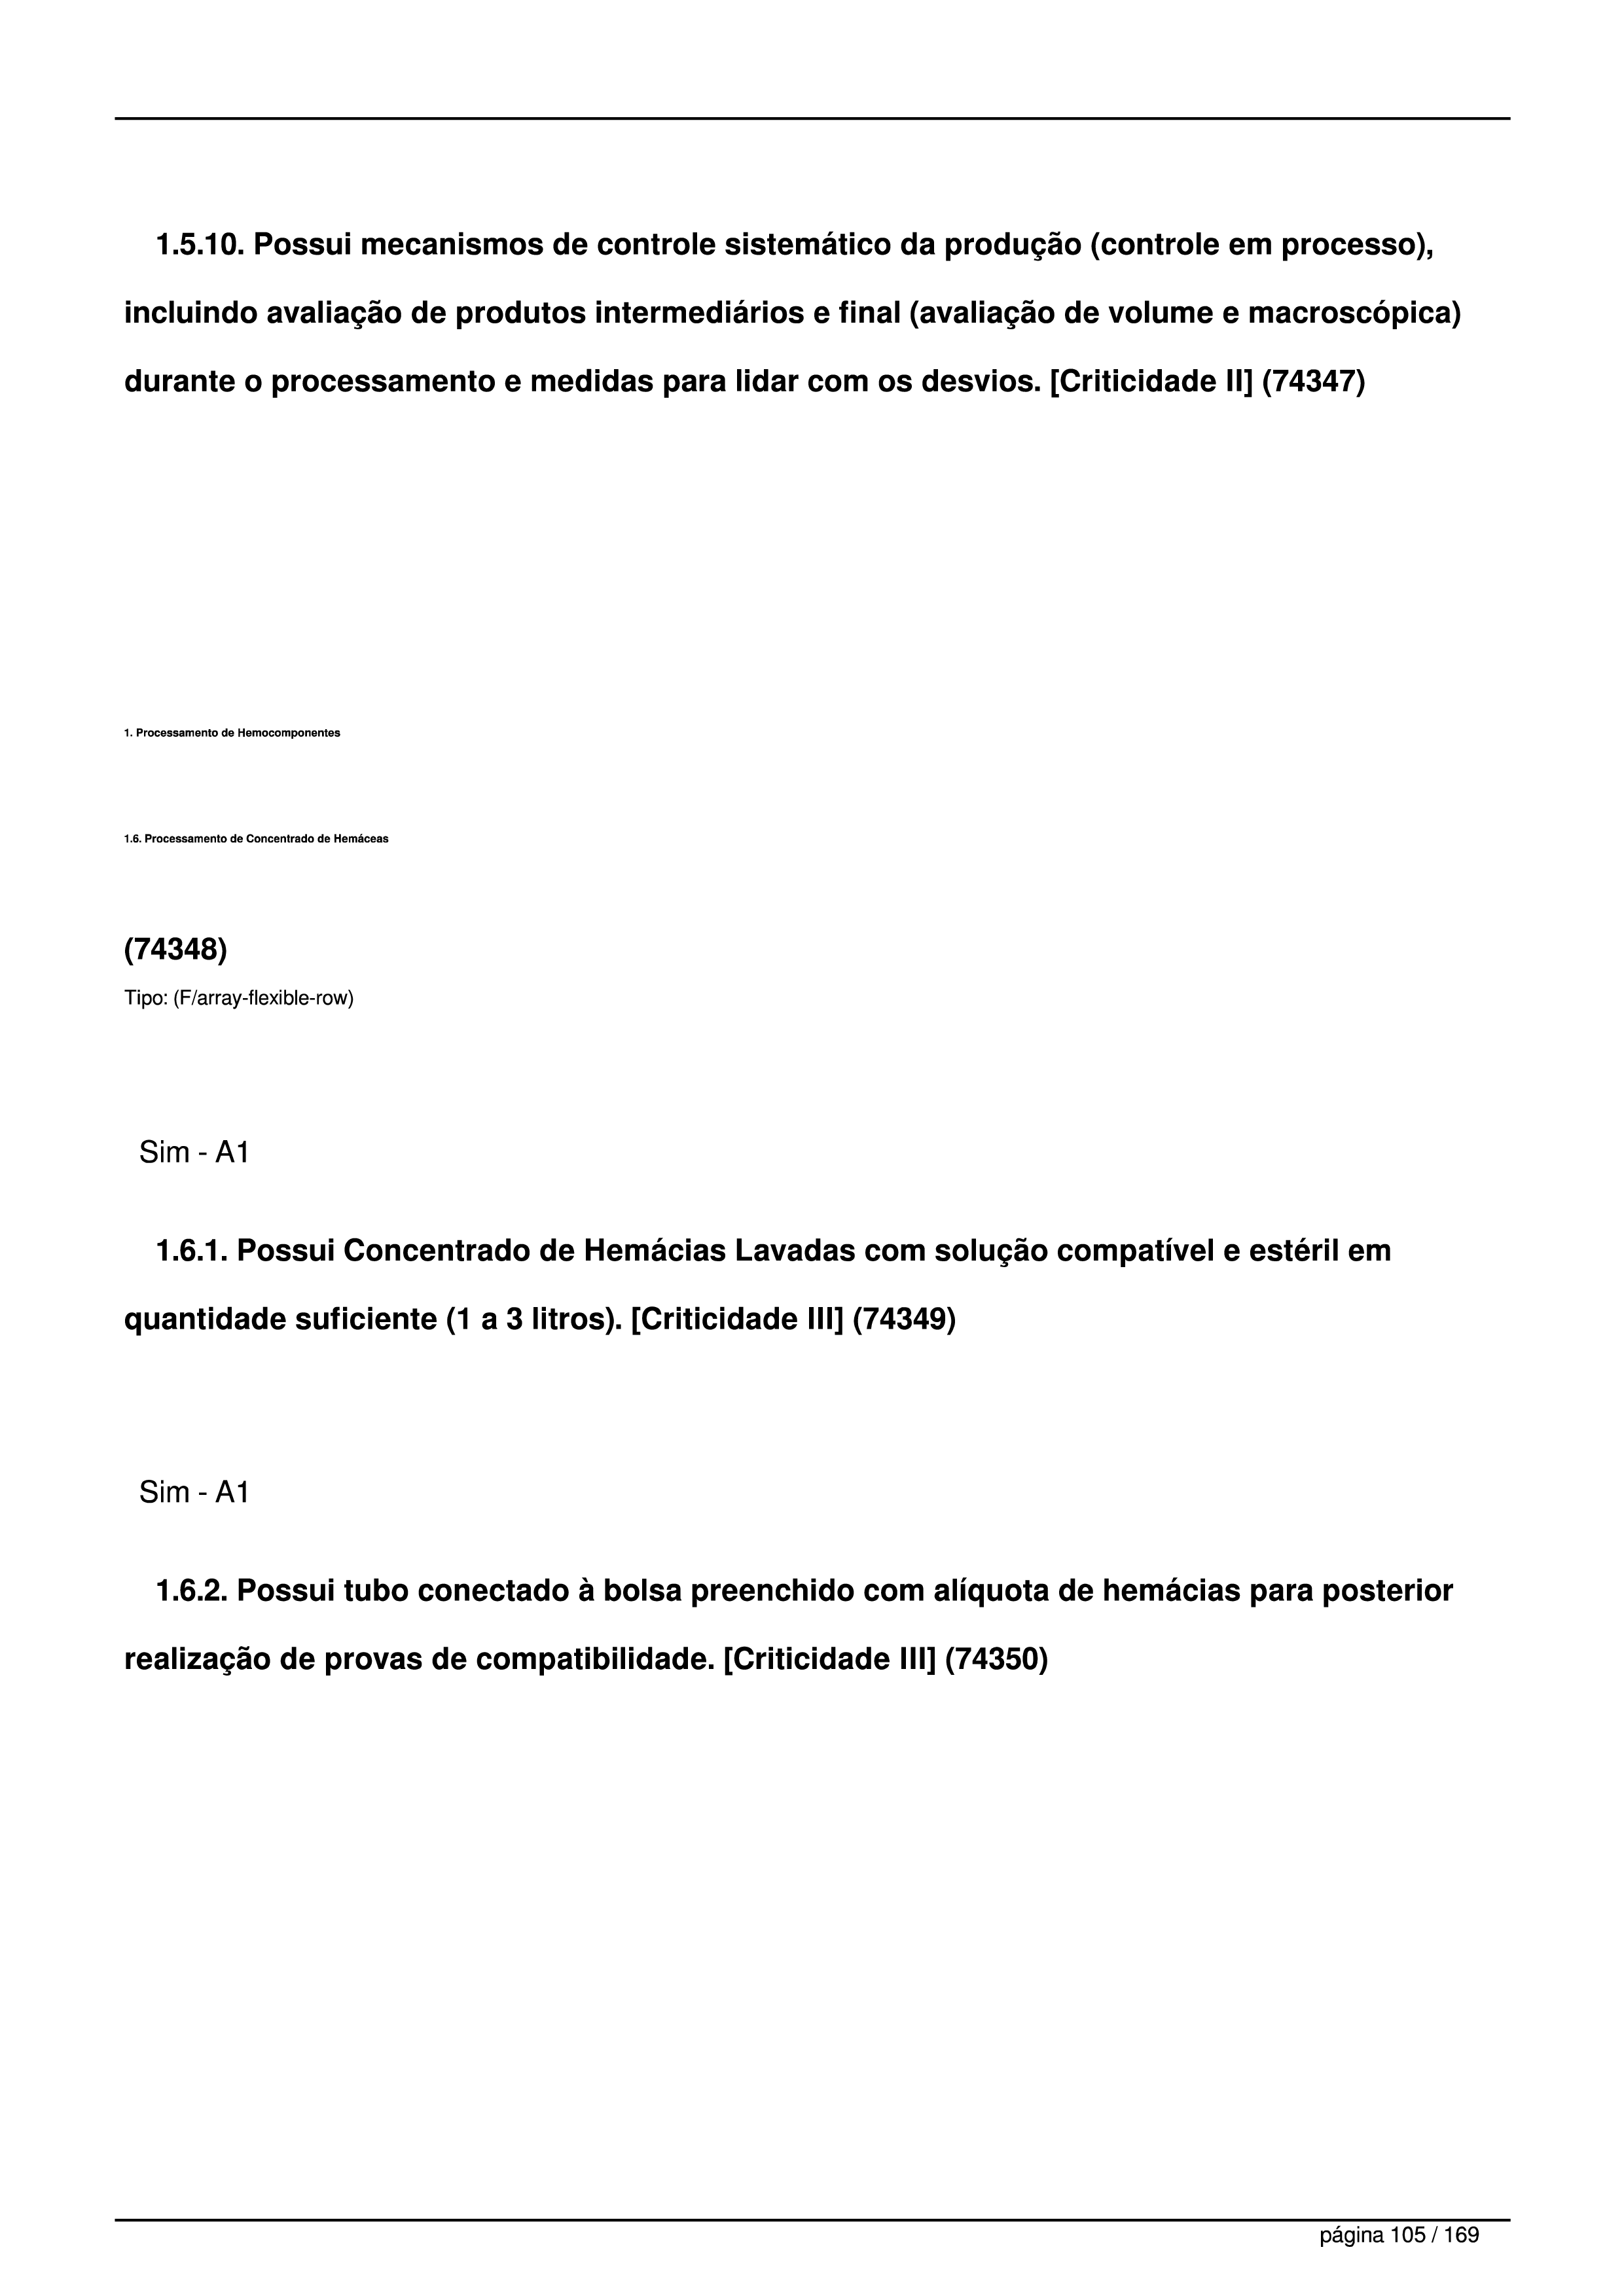 1.5.10. Possui mecanismos de controle sistemático da produção (controle em processo),
incluindo avaliação de produtos intermediários e final (avaliação de volume e macroscópica)
durante o processamento e medidas para lidar com os desvios. [Criticidade II] (74347)
1. Processamento de Hemocomponentes
1.6. Processamento de Concentrado de Hemáceas
(74348)
Tipo: (F/array-flexible-row)
Sim - A1
1.6.1. Possui Concentrado de Hemácias Lavadas com solução compatível e estéril em
quantidade suficiente (1 a 3 litros). [Criticidade III] (74349)
Sim - A1
1.6.2. Possui tubo conectado à bolsa preenchido com alíquota de hemácias para posterior
realização de provas de compatibilidade. [Criticidade III] (74350)
página 105 / 169